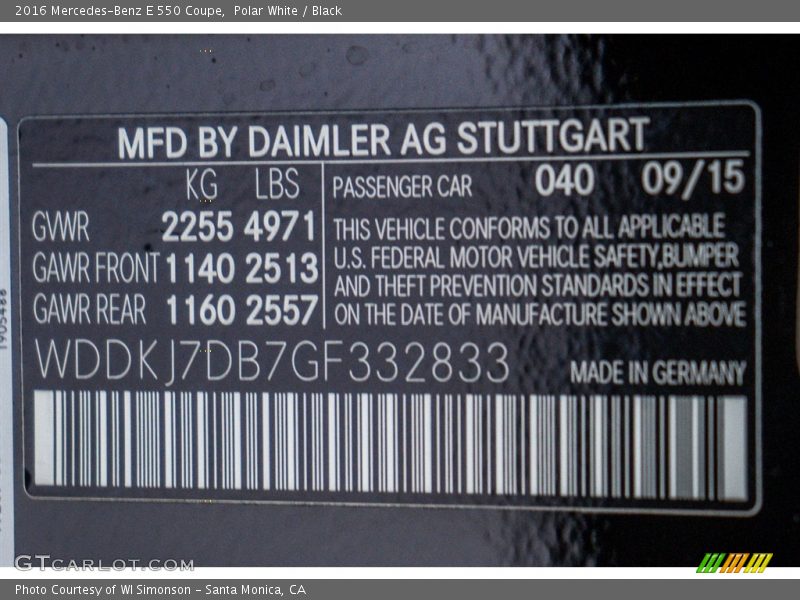 2016 Mercedes-Benz E 550 Coupe,  Polar White / Black
MFD BY DAIMLER AG STUTTGART
KG LBS
GVWR 2255 4971
GAWR FRONT 1140 2513
GAWR REAR 1160 2557
PASSENGER CAR 040 09/15
THIS VEHICLE CONFORMS TO ALL APPLICABLE
U.S. FEDERAL MOTOR VEHICLE SAFETY,BUMPER
AND THEFT PREVENTION STANDARDS IN EFFECT
ON THE DATE OF MANUFACTURE SHOWN ABOVE
WDDKJ7DB7GF332833
MADE IN GERMANY
GTcarlot.com
Photo Courtesy of WI Simonson - Santa Monica, CA